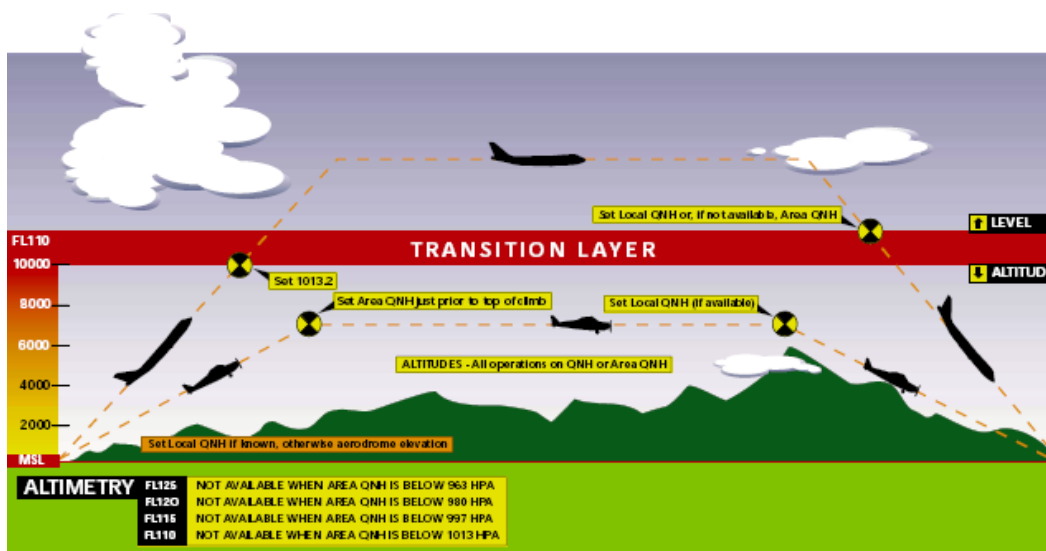 Set Local QNH or, if not available, Area QNH
LEVEL
FL110
TRANSITION LAYER
10000
Set 1013.2
ALTITUD
8000
Set Area QNH just prior to top of climb
Set Local QNH (if available)
6000
ALTITUDES - All operations on QNH or Area QNH
4000
2000
Set Local QNH if known, otherwise aerodrome elevation
MSL
ALTIMETRY
FL125 NOT AVAILABLE WHEN AREA QNH IS BELOW 963 HPA
FL120 NOT AVAILABLE WHEN AREA QNH IS BELOW 980 HPA
FL115 NOT AVAILABLE WHEN AREA QNH IS BELOW 997 HPA
FL110 NOT AVAILABLE WHEN AREA QNH IS BELOW 1013 HPA